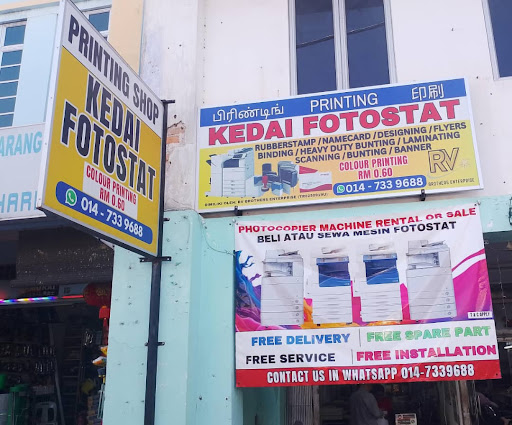 PRINTING SHOP
KEDAI
FOTOSTAT
COLOUR PRINTING
RM 0.60
014-733 9688
ARANG
HARI
பிரிண்டிங் PRINTING 印刷
KEDAI FOTOSTAT
RUBBERSTAMP / NAMECARD / DESIGNING / FLYERS
BINDING / HEAVY DUTY BUNTING / LAMINATING
SCANNING / BUNTING / BANNER
COLOUR PRINTING
RM 0.60
014 - 733 9688
RV
BROTHERS ENTERPRISE
PHOTOCOPIER MACHINE RENTAL OR SALE
BELI ATAU SEWA MESIN FOTOSTAT
T & C APPLY
FREE DELIVERY
FREE SPARE PART
FREE SERVICE
FREE INSTALLATION
CONTACT US IN WHATSAPP 014-7339688